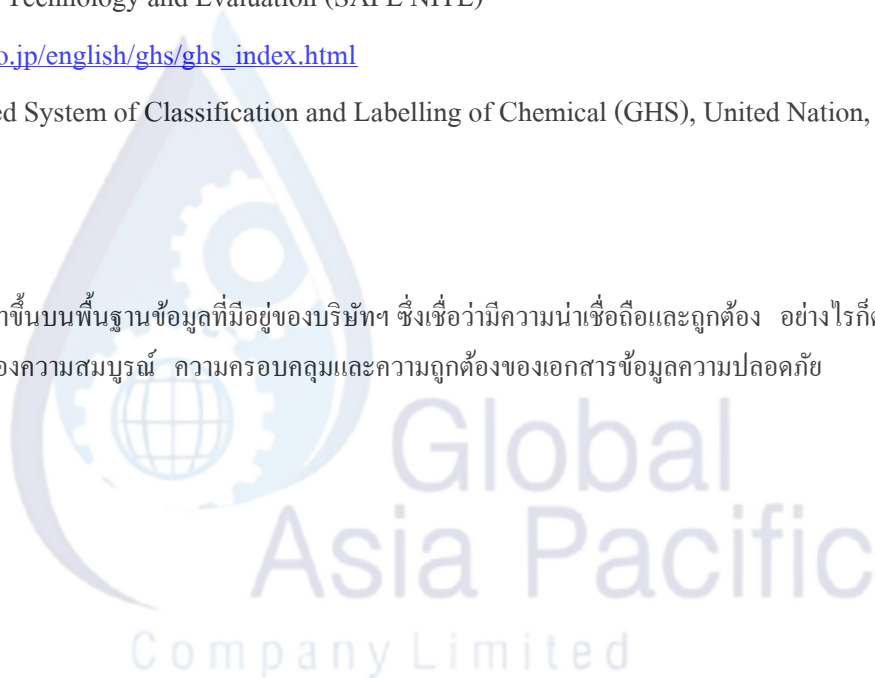 Technology and Evaluation (SAFE NITE)
o.jp/english/ghs/ghs_index.html
ed System of Classification and Labelling of Chemical (GHS), United Nation,
าขึ้นบนพื้นฐานข้อมูลที่มีอยู่ของบริษัทฯ ซึ่งเชื่อว่ามีความน่าเชื่อถือและถูกต้อง อย่างไรก็
องความสมบูรณ์ ความครอบคลุมและความถูกต้องของเอกสารข้อมูลความปลอดภัย
Global
Asia Pacific
Company Limited